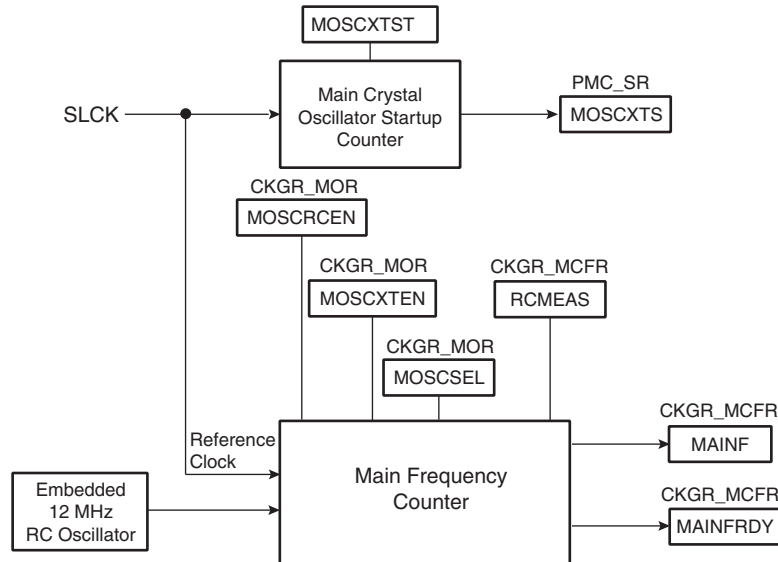 MOSCXTST
SLCK
Main Crystal
Oscillator Startup
Counter
PMC_SR
MOSCXTS
CKGR_MOR
MOSCRCEN
CKGR_MOR
MOSCXTEN
CKGR_MCFR
RCMEAS
CKGR_MOR
MOSCSEL
Reference
Clock
Main Frequency
Counter
CKGR_MCFR
MAINF
Embedded
12 MHz
RC Oscillator
CKGR_MCFR
MAINFRDY